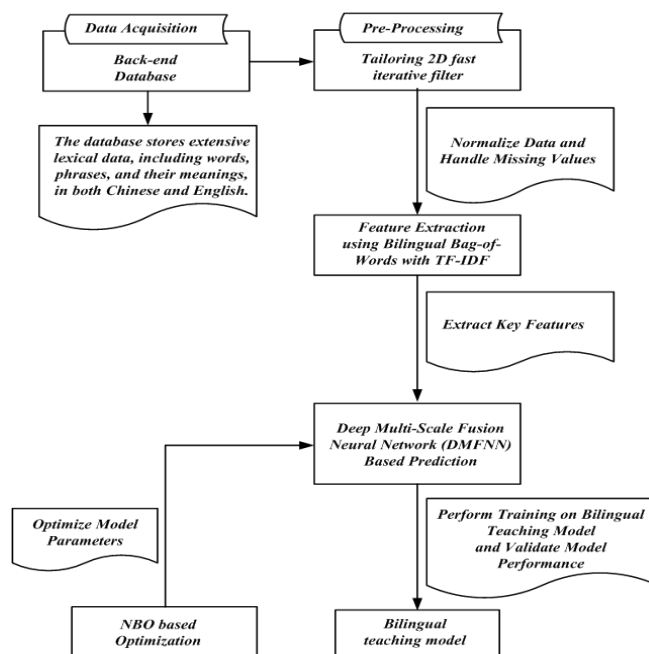 Data Acquisition
Back-end
Database
Pre-Processing
Tailoring 2D fast
iterative filter
The database stores extensive
lexical data, including words,
phrases, and their meanings,
in both Chinese and English.
Normalize Data and
Handle Missing Values
Feature Extraction
using Bilingual Bag-of-
Words with TF-IDF
Extract Key Features
Deep Multi-Scale Fusion
Neural Network (DMFNN)
Based Prediction
Optimize Model
Parameters
Perform Training on Bilingual
Teaching Model
and Validate Model
Performance
NBO based
Optimization
Bilingual
teaching model